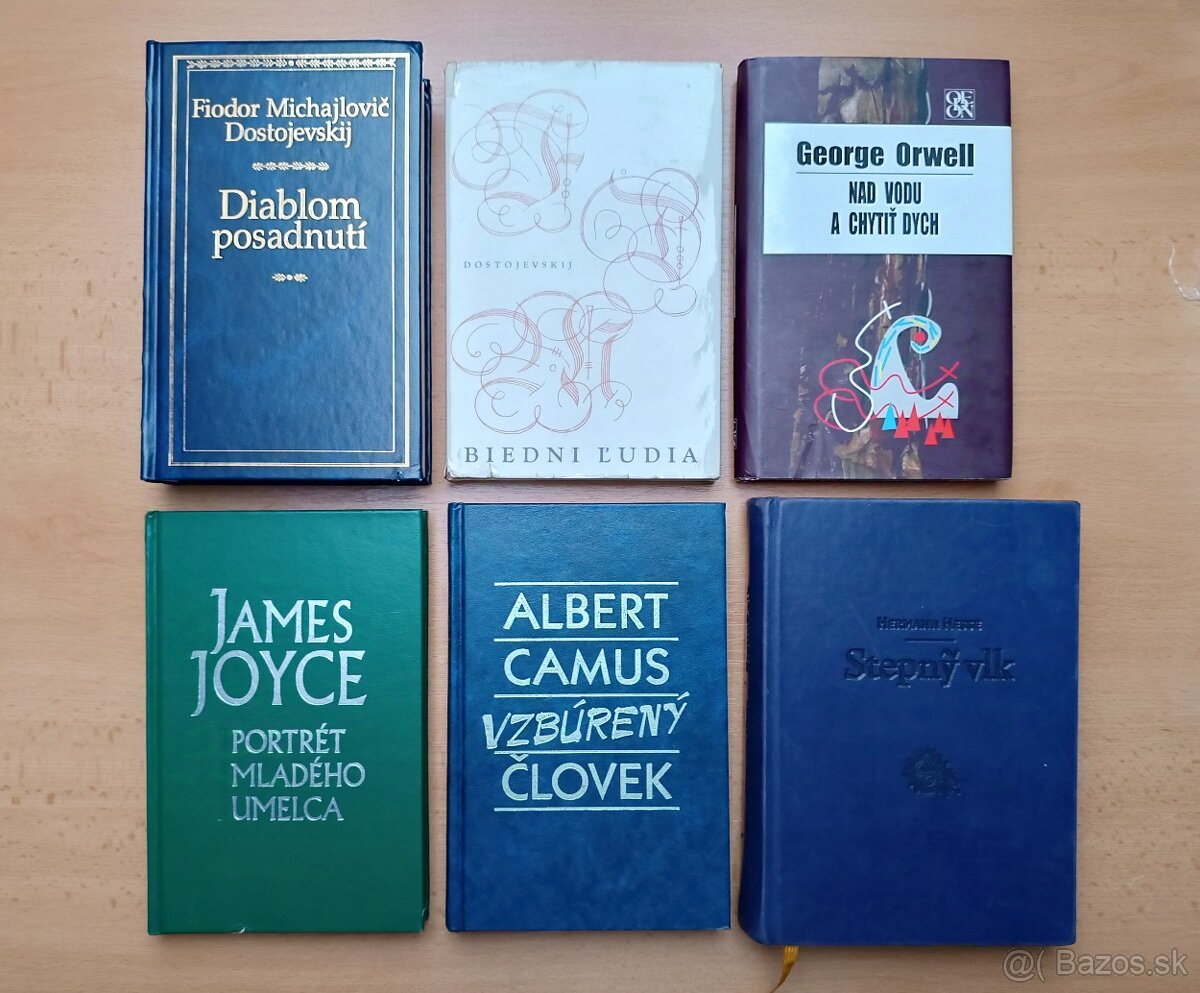 Fiodor Michajlovič
Dostojevskij
Diablom
posadnutí
DOSTOJEVSKIJ
BIEDNI ĽUDIA
ODEON
George Orwell
NAD VODU
A CHYTIŤ DYCH
JAMES
JOYCE
PORTRÉT
MLADÉHO
UMELCA
ALBERT
CAMUS
VZBÚRENÝ
ČLOVEK
HERMANN HESSE
Stepný vlk
@( Bazos.sk